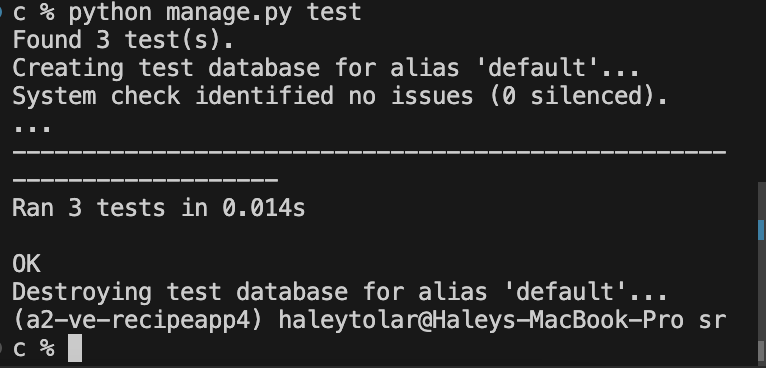 c % python manage.py test
Found 3 test(s).
Creating test database for alias 'default'...
System check identified no issues (0 silenced).
...
---------------------------------------------------
-------------------
Ran 3 tests in 0.014s

OK
Destroying test database for alias 'default'...
(a2-ve-recipeapp4) haleytolar@Haleys-MacBook-Pro sr
c %